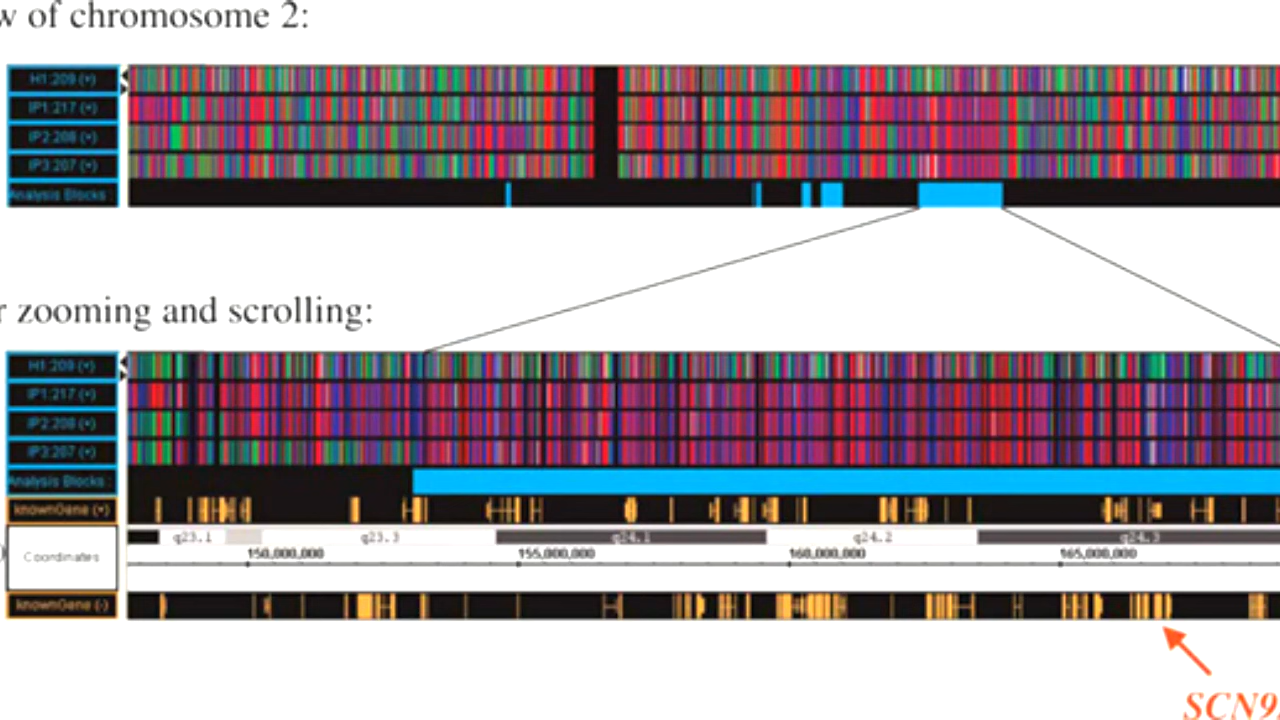 w of chromosome 2:
H1:209 (+)
IP1:217 (+)
IP2:208 (+)
IP3:207 (+)
Analysis Blocks
r zooming and scrolling:
H1:209 (+)
IP1:217 (+)
IP2:208 (+)
IP3:207 (+)
Analysis Blocks :
knownGene (+)
q23.1 q23.3 q24.1 q24.2 q24.3
Coordinates 150,000,000 155,000,000 160,000,000 165,000,000
knownGene (-)
SCN9